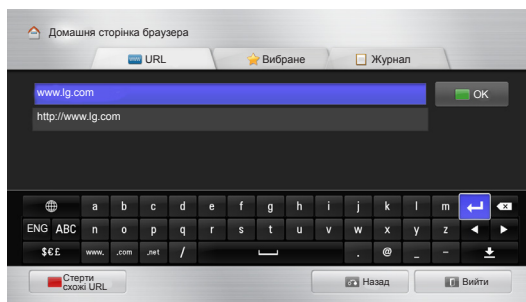 Домашня сторінка браузера
URL Вибране Журнал
www.lg.com OK
http://www.lg.com
a b c d e f g h i j k l m
ENG ABC n o p q r s t u v w x y z
$€£ www. .com .net / . @ _ -
Стерти
схожі URL
Назад Вийти